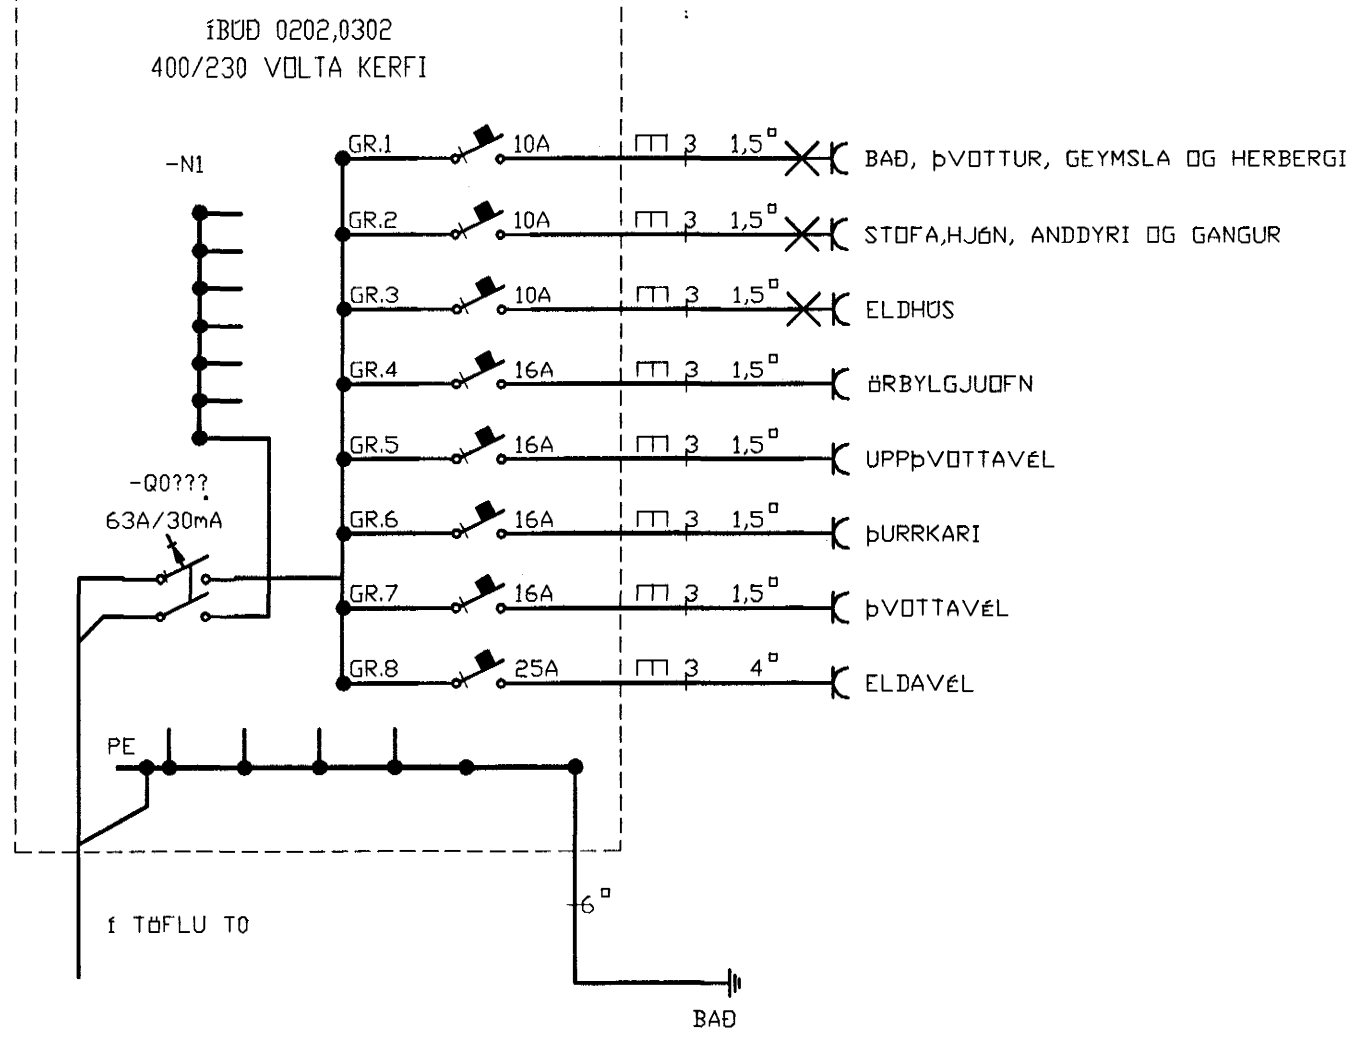 ÍBÚÐ 0202,0302
400/230 VOLTA KERFI
-N1
GR.1 10A 3 1,5▫ BAÐ, ÞVOTTUR, GEYMSLA OG HERBERGI
GR.2 10A 3 1,5▫ STOFA,HJÓN, ANDDYRI OG GANGUR
GR.3 10A 3 1,5▫ ELDHÚS
GR.4 16A 3 1,5▫ ÖRBYLGJUOFN
GR.5 16A 3 1,5▫ UPPÞVOTTAVÉL
-Q0???
63A/30mA
GR.6 16A 3 1,5▫ ÞURRKARI
GR.7 16A 3 1,5▫ ÞVOTTAVÉL
GR.8 25A 3 4▫ ELDAVÉL
PE
6▫
Í TÖFLU T0
BAÐ